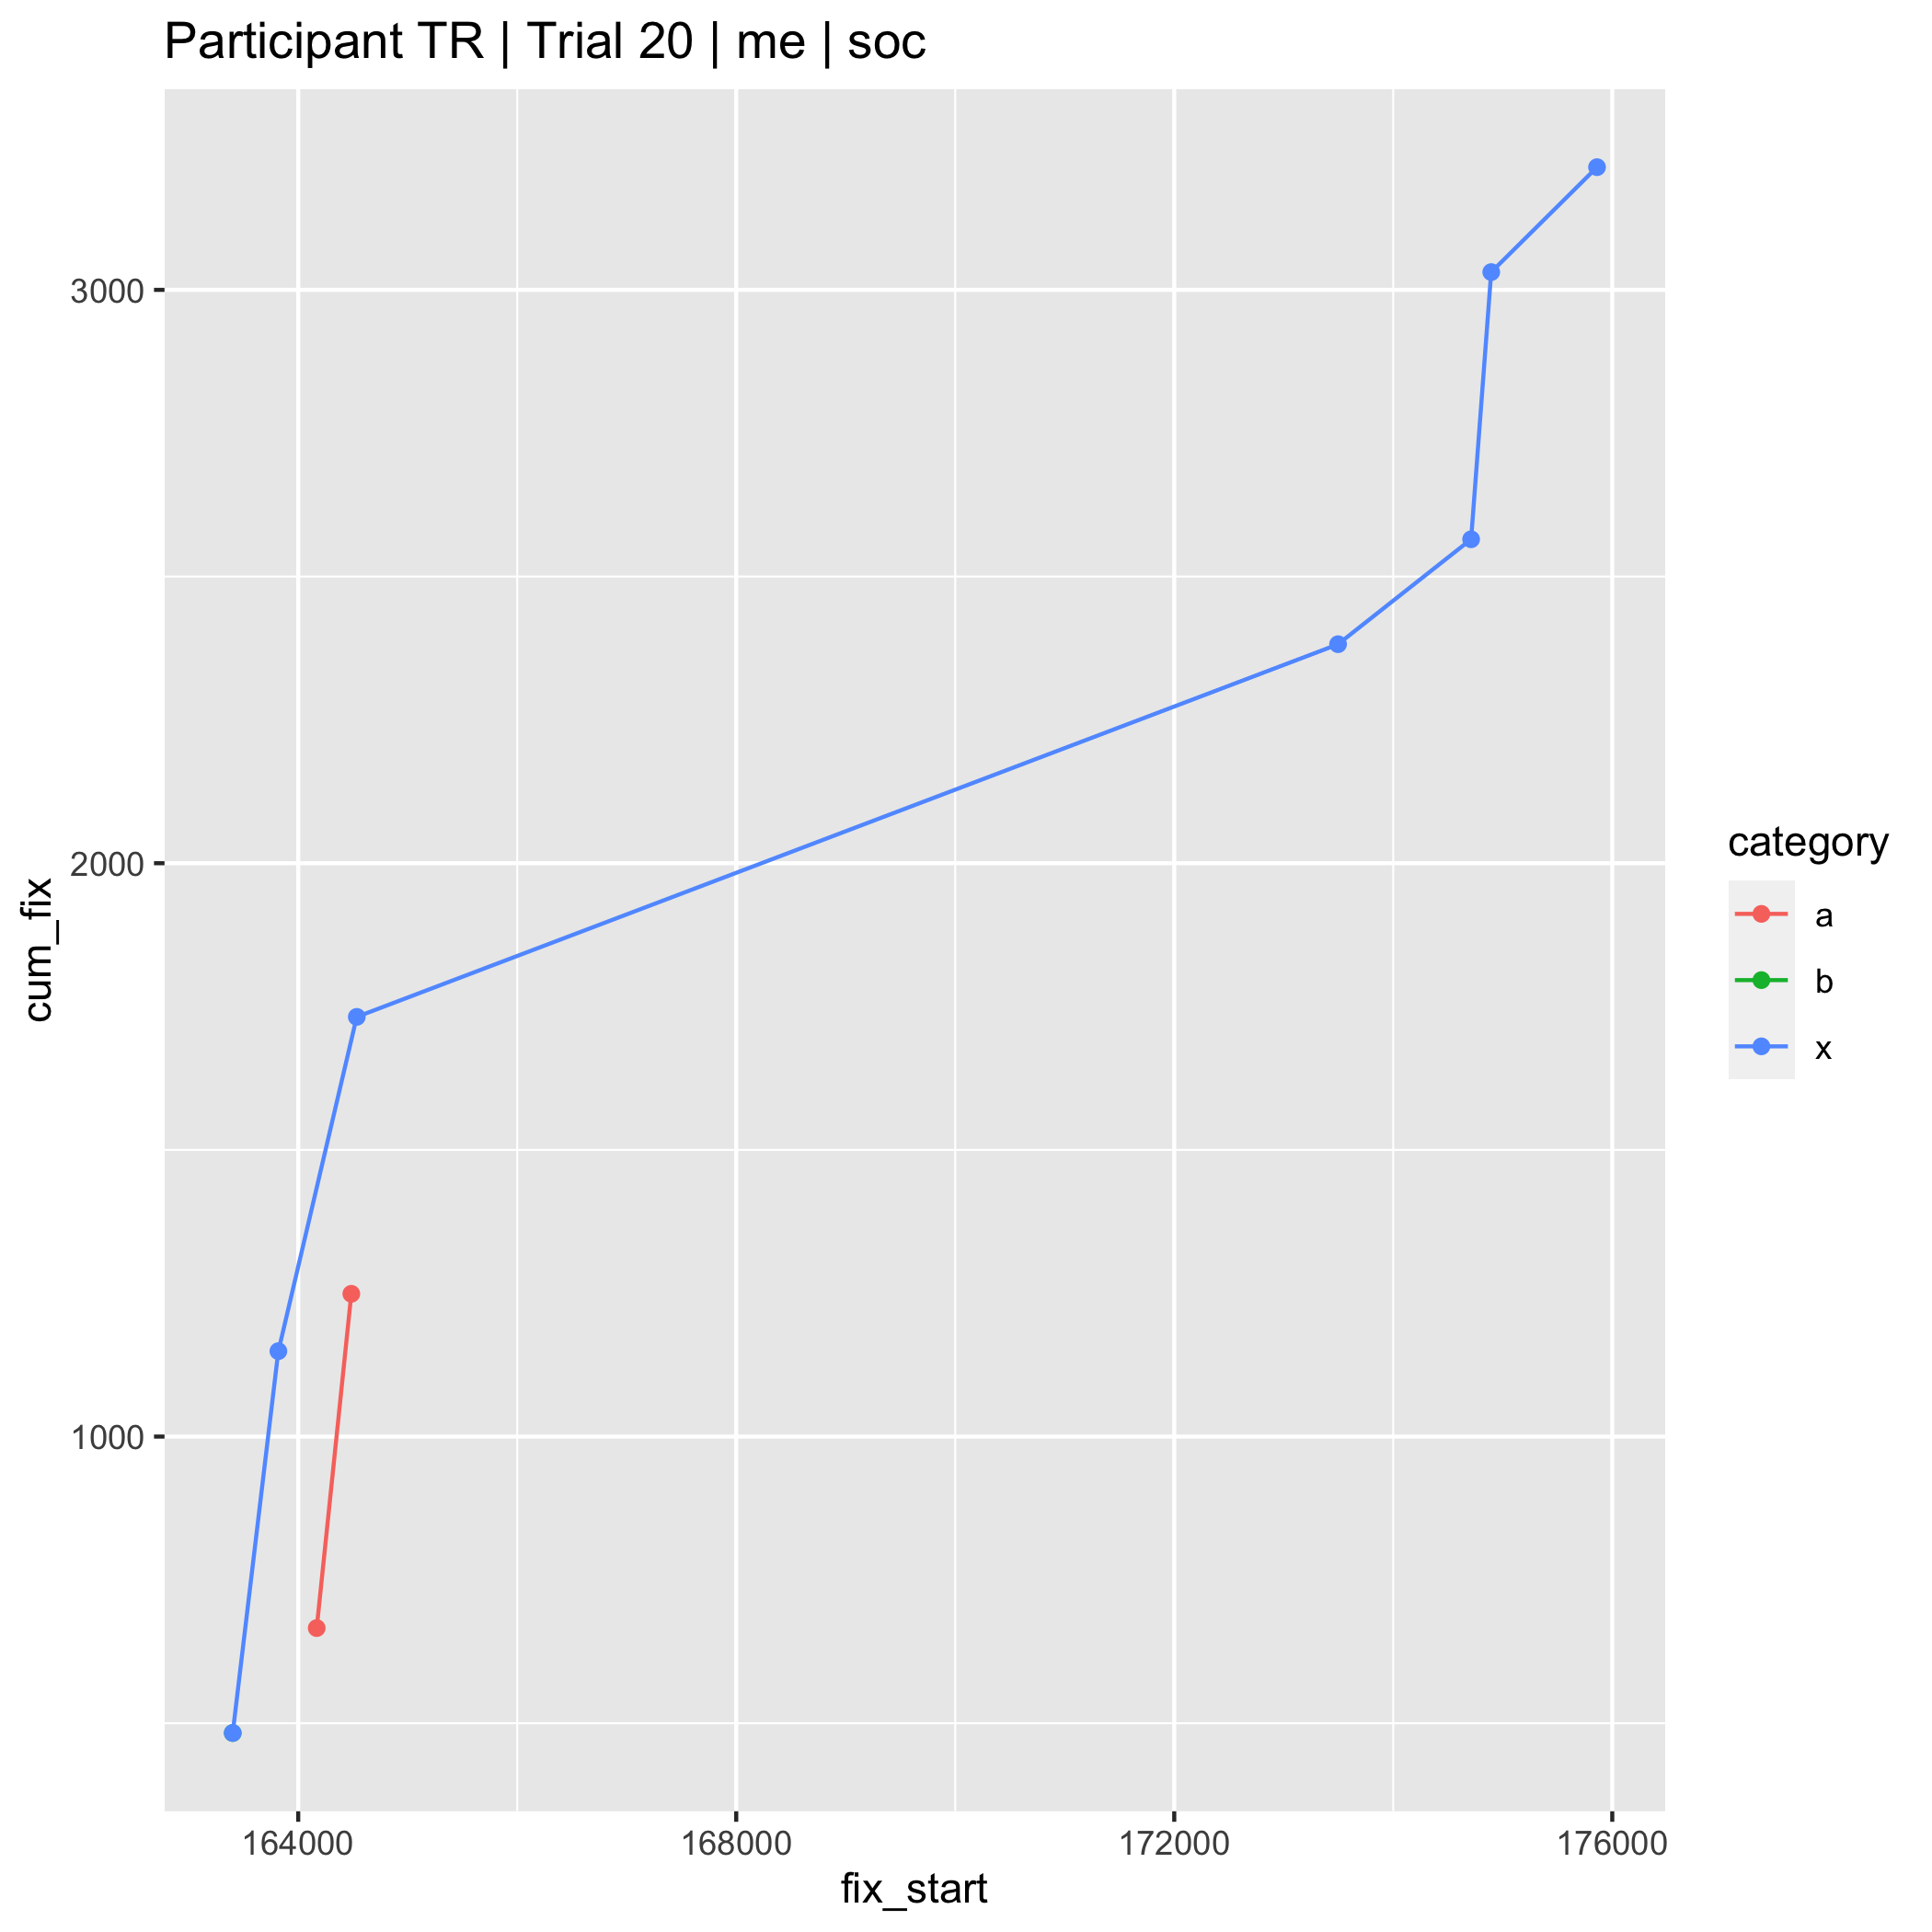 Participant TR | Trial 20 | me | soc
3000
2000
1000
cum_fix
164000
168000
172000
176000
fix_start
category
a
b
x